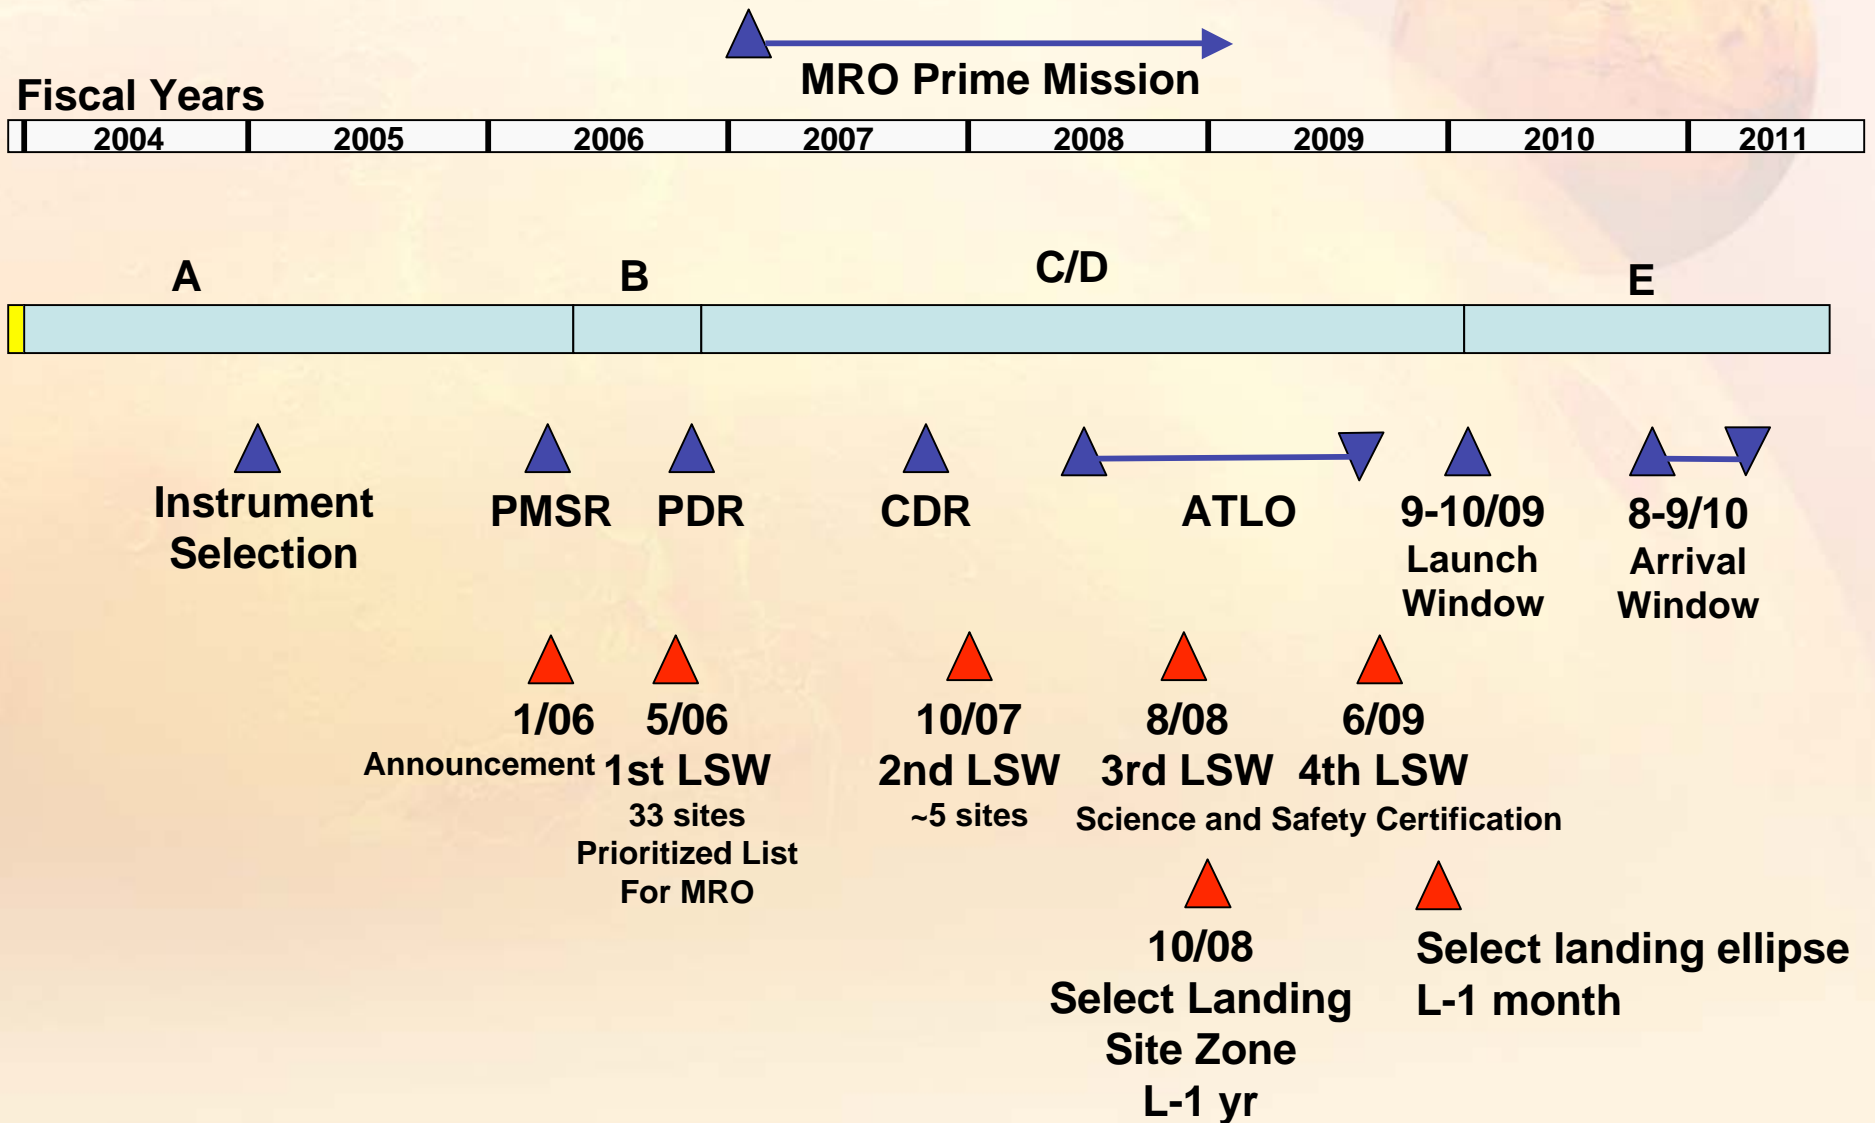 MRO Prime Mission
Fiscal Years
2004 2005 2006 2007 2008 2009 2010 2011
A B C/D E
Instrument
Selection
PMSR
PDR
CDR
ATLO
9-10/09
Launch
Window
8-9/10
Arrival
Window
1/06
Announcement
5/06
1st LSW
33 sites
Prioritized List
For MRO
10/07
2nd LSW
~5 sites
8/08
3rd LSW
6/09
4th LSW
Science and Safety Certification
10/08
Select Landing
Site Zone
L-1 yr
Select landing ellipse
L-1 month